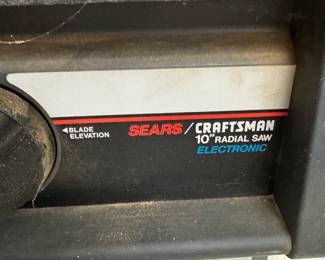 ◄BLADE
ELEVATION
SEARS / CRAFTSMAN
10" RADIAL SAW
ELECTRONIC